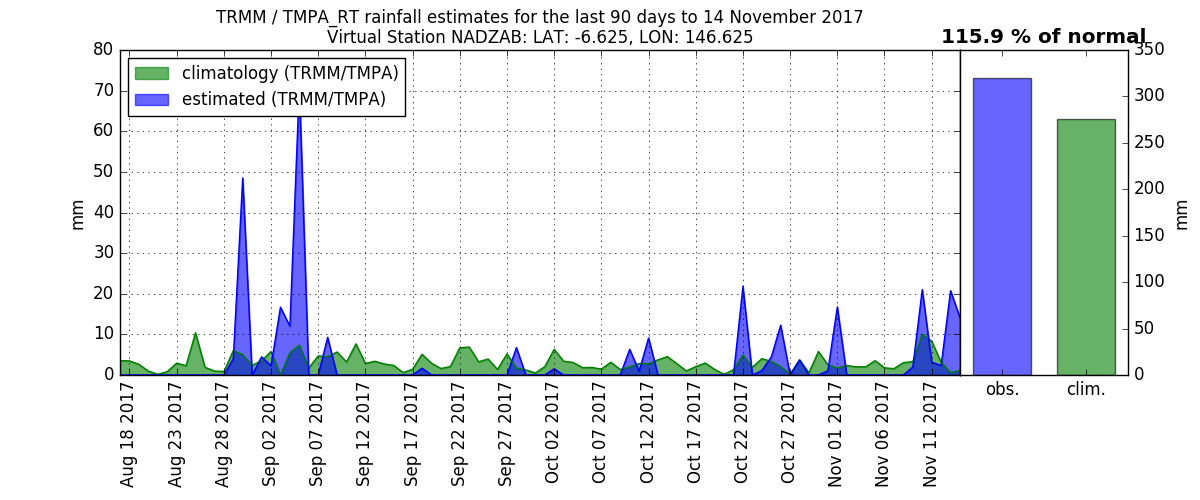 TRMM / TMPA_RT rainfall estimates for the last 90 days to 14 November 2017
Virtual Station NADZAB: LAT: -6.625, LON: 146.625
115.9 % of normal
climatology (TRMM/TMPA)
estimated (TRMM/TMPA)
mm
80
70
60
50
40
30
20
10
0
350
300
250
200
150
100
50
0
mm
Aug 18 2017
Aug 23 2017
Aug 28 2017
Sep 02 2017
Sep 07 2017
Sep 12 2017
Sep 17 2017
Sep 22 2017
Sep 27 2017
Oct 02 2017
Oct 07 2017
Oct 12 2017
Oct 17 2017
Oct 22 2017
Oct 27 2017
Nov 01 2017
Nov 06 2017
Nov 11 2017
obs.
clim.